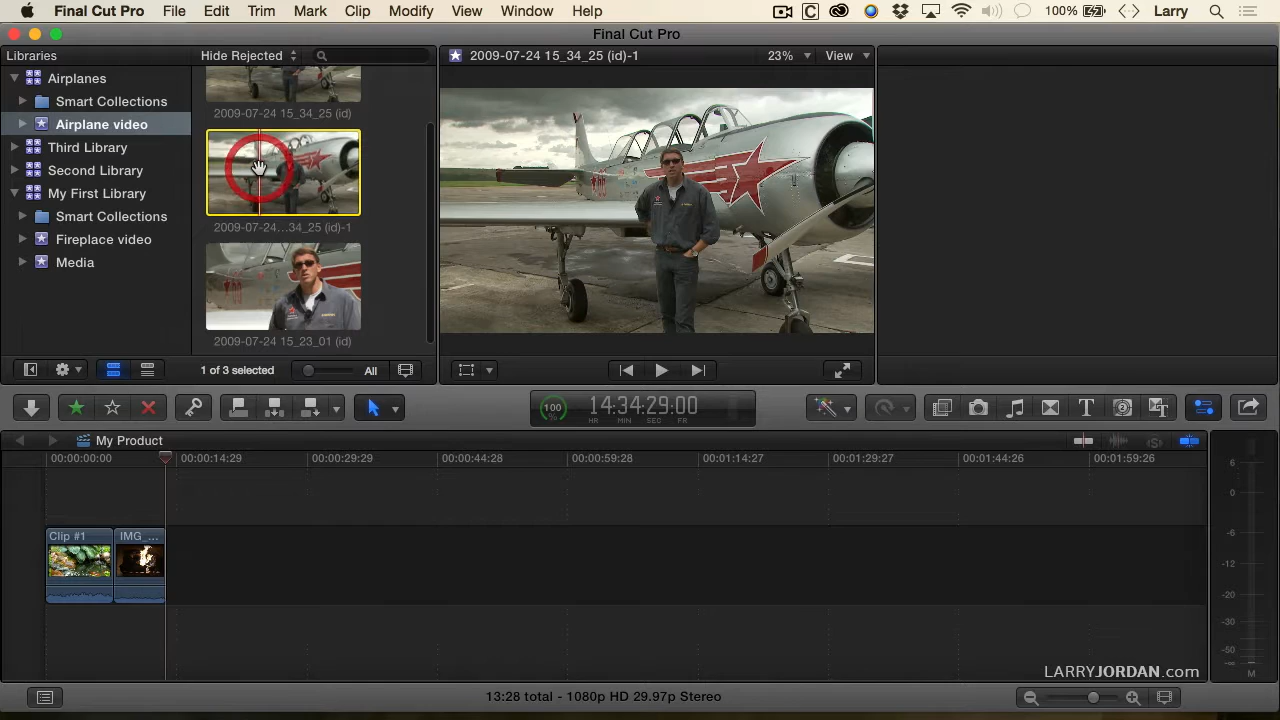 Final Cut Pro File Edit Trim Mark Clip Modify View Window Help 100% Larry
Final Cut Pro
Libraries Hide Rejected 2009-07-24 15_34_25 (id)-1 23% View
Airplanes
Smart Collections
Airplane video
Third Library
Second Library
My First Library
Smart Collections
Fireplace video
Media
2009-07-24 15_34_25 (id)
2009-07-24...34_25 (id)-1
2009-07-24 15_23_01 (id)
1 of 3 selected All
100 % 14:34:29:00
HR MIN SEC FR
My Product
00:00:00:00 00:00:14:29 00:00:29:29 00:00:44:28 00:00:59:28 00:01:14:27 00:01:29:27 00:01:44:26 00:01:59:26
Clip #1 IMG_...
6
0
-6
-12
-20
-30
-50
-∞
M
LARRYJORDAN.com
13:28 total - 1080p HD 29.97p Stereo